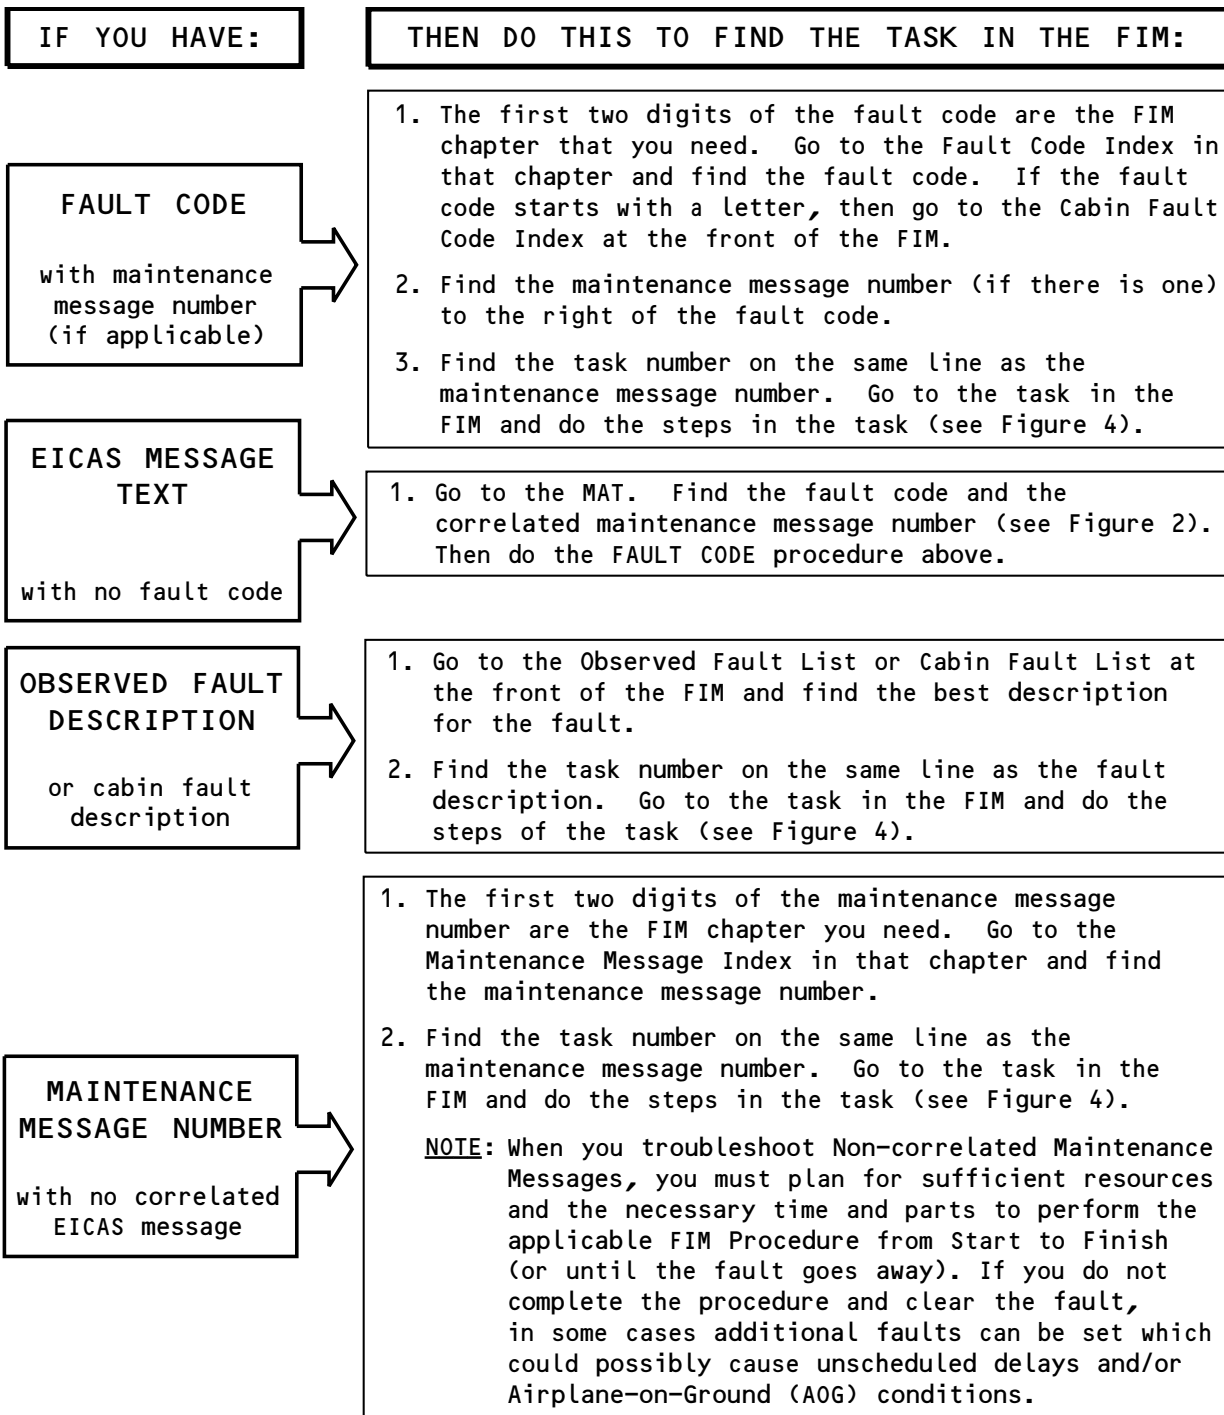 IF YOU HAVE:
THEN DO THIS TO FIND THE TASK IN THE FIM:
FAULT CODE
with maintenance
message number
(if applicable)
1. The first two digits of the fault code are the FIM
chapter that you need. Go to the Fault Code Index in
that chapter and find the fault code. If the fault
code starts with a letter, then go to the Cabin Fault
Code Index at the front of the FIM.
2. Find the maintenance message number (if there is one)
to the right of the fault code.
3. Find the task number on the same line as the
maintenance message number. Go to the task in the
FIM and do the steps in the task (see Figure 4).
EICAS MESSAGE
TEXT
with no fault code
1. Go to the MAT. Find the fault code and the
correlated maintenance message number (see Figure 2).
Then do the FAULT CODE procedure above.
OBSERVED FAULT
DESCRIPTION
or cabin fault
description
1. Go to the Observed Fault List or Cabin Fault List at
the front of the FIM and find the best description
for the fault.
2. Find the task number on the same line as the fault
description. Go to the task in the FIM and do the
steps of the task (see Figure 4).
MAINTENANCE
MESSAGE NUMBER
with no correlated
EICAS message
1. The first two digits of the maintenance message
number are the FIM chapter you need. Go to the
Maintenance Message Index in that chapter and find
the maintenance message number.
2. Find the task number on the same line as the
maintenance message number. Go to the task in the
FIM and do the steps in the task (see Figure 4).
NOTE: When you troubleshoot Non-correlated Maintenance
Messages, you must plan for sufficient resources
and the necessary time and parts to perform the
applicable FIM Procedure from Start to Finish
(or until the fault goes away). If you do not
complete the procedure and clear the fault,
in some cases additional faults can be set which
could possibly cause unscheduled delays and/or
Airplane-on-Ground (AOG) conditions.